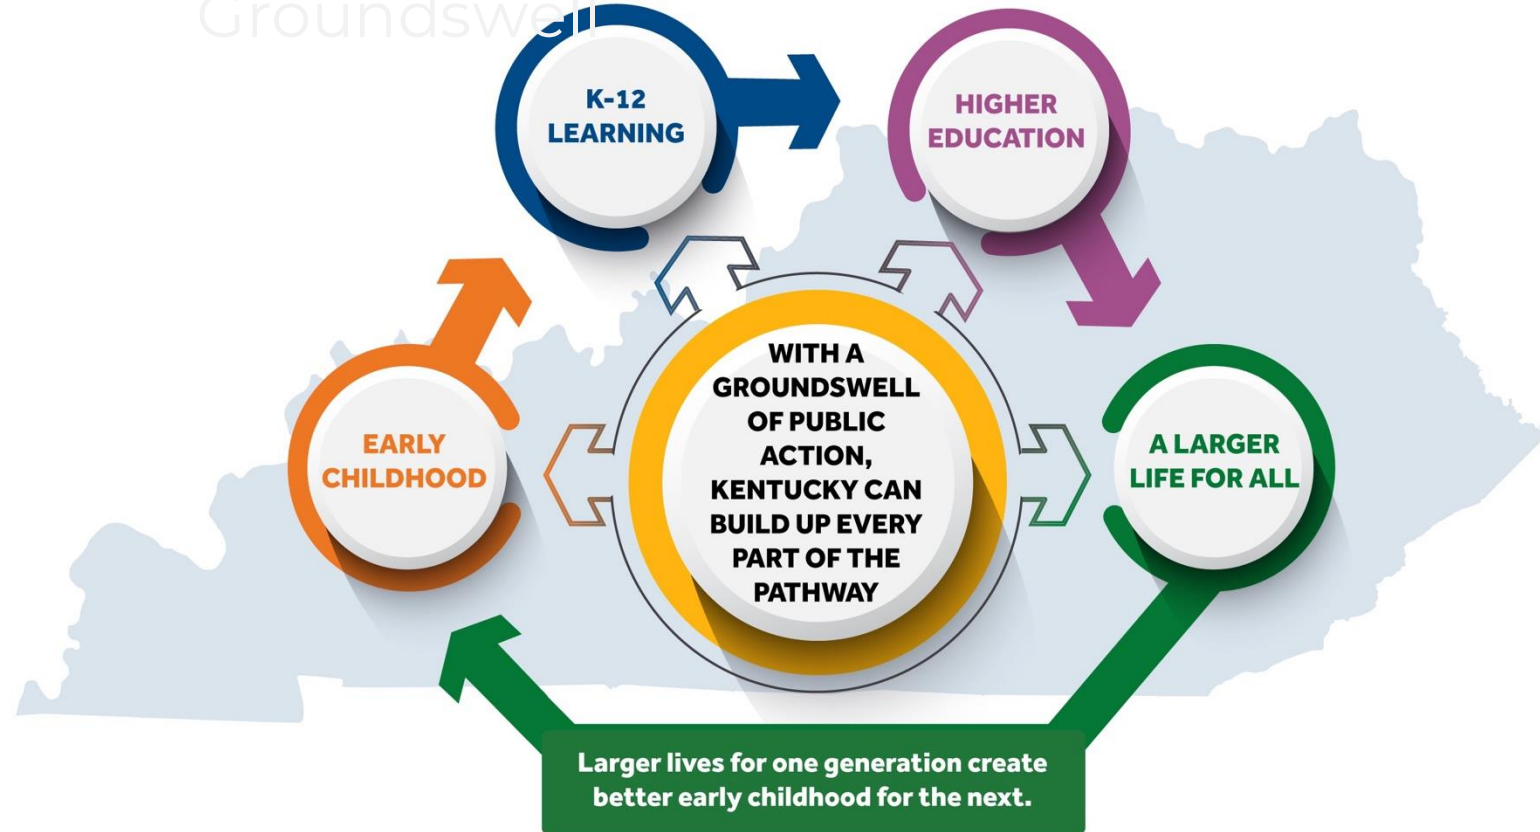 Groundswell
K-12
LEARNING
HIGHER
EDUCATION
EARLY
CHILDHOOD
WITH A
GROUNDSWELL
OF PUBLIC
ACTION,
KENTUCKY CAN
BUILD UP EVERY
PART OF THE
PATHWAY
A LARGER
LIFE FOR ALL
Larger lives for one generation create
better early childhood for the next.